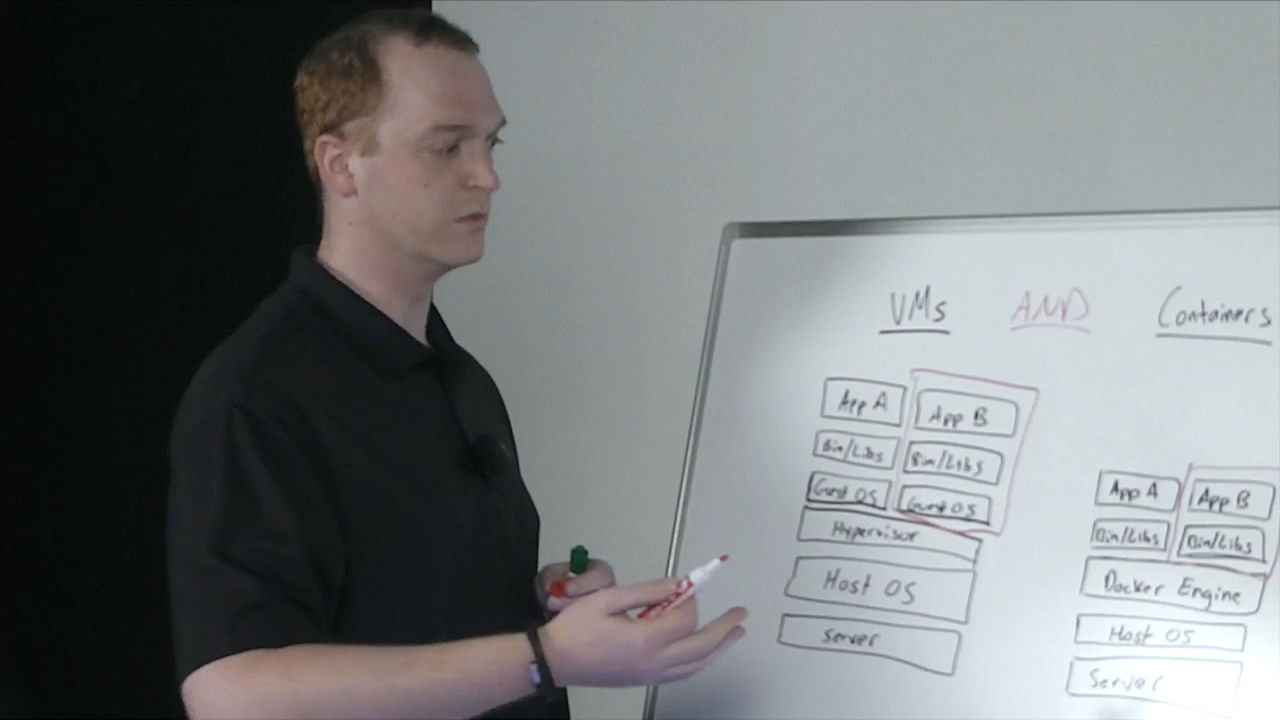 VMs AND Containers
App A App B
Bin/Libs Bin/Libs
Guest OS Guest OS
Hypervisor
Host OS
Server
App A App B
Bin/Libs Bin/Libs
Docker Engine
Host OS
Server